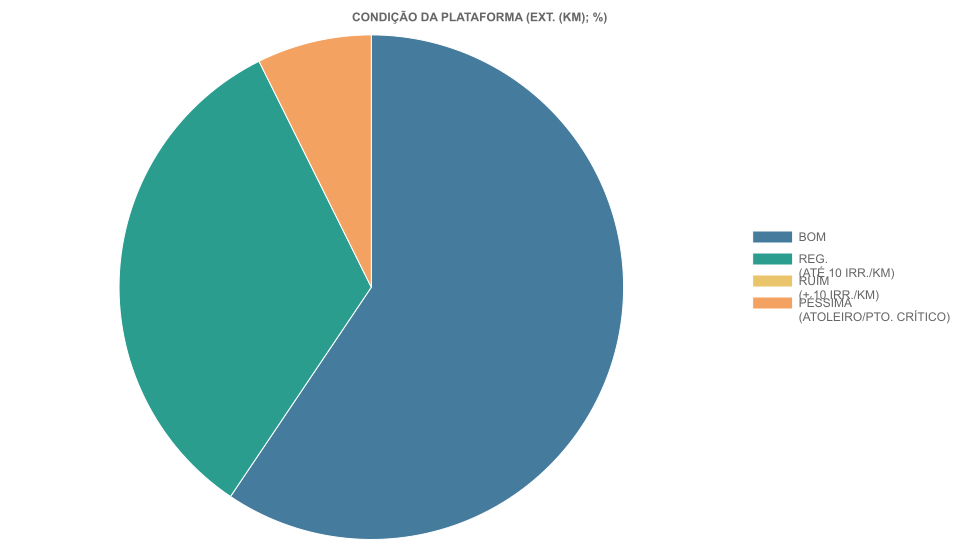 CONDIÇÃO DA PLATAFORMA (EXT. (KM); %)
BOM
REG.
(ATÉ 10 IRR./KM)
RUIM
(+ 10 IRR./KM)
PÉSSIMA
(ATOLEIRO/PTO. CRÍTICO)